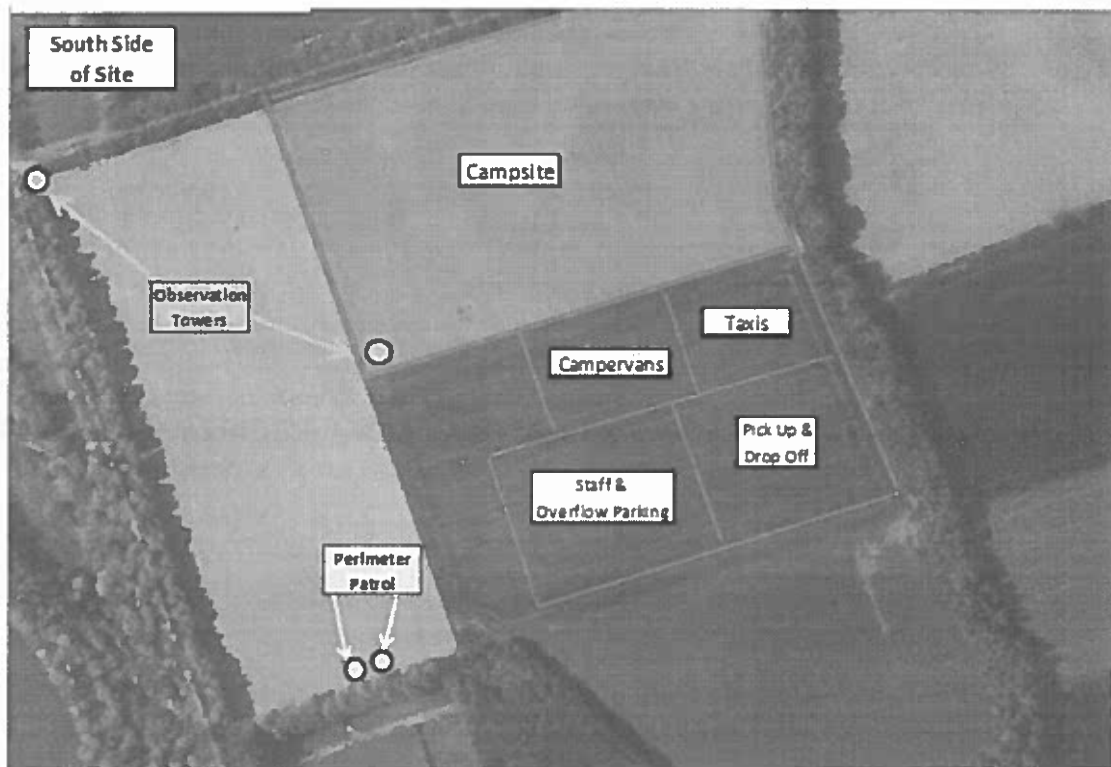 South Side
of Site
Campsite
Observation
Towers
Taxis
Campervans
Pick Up &
Drop Off
Staff &
Overflow Parking
Perimeter
Patrol